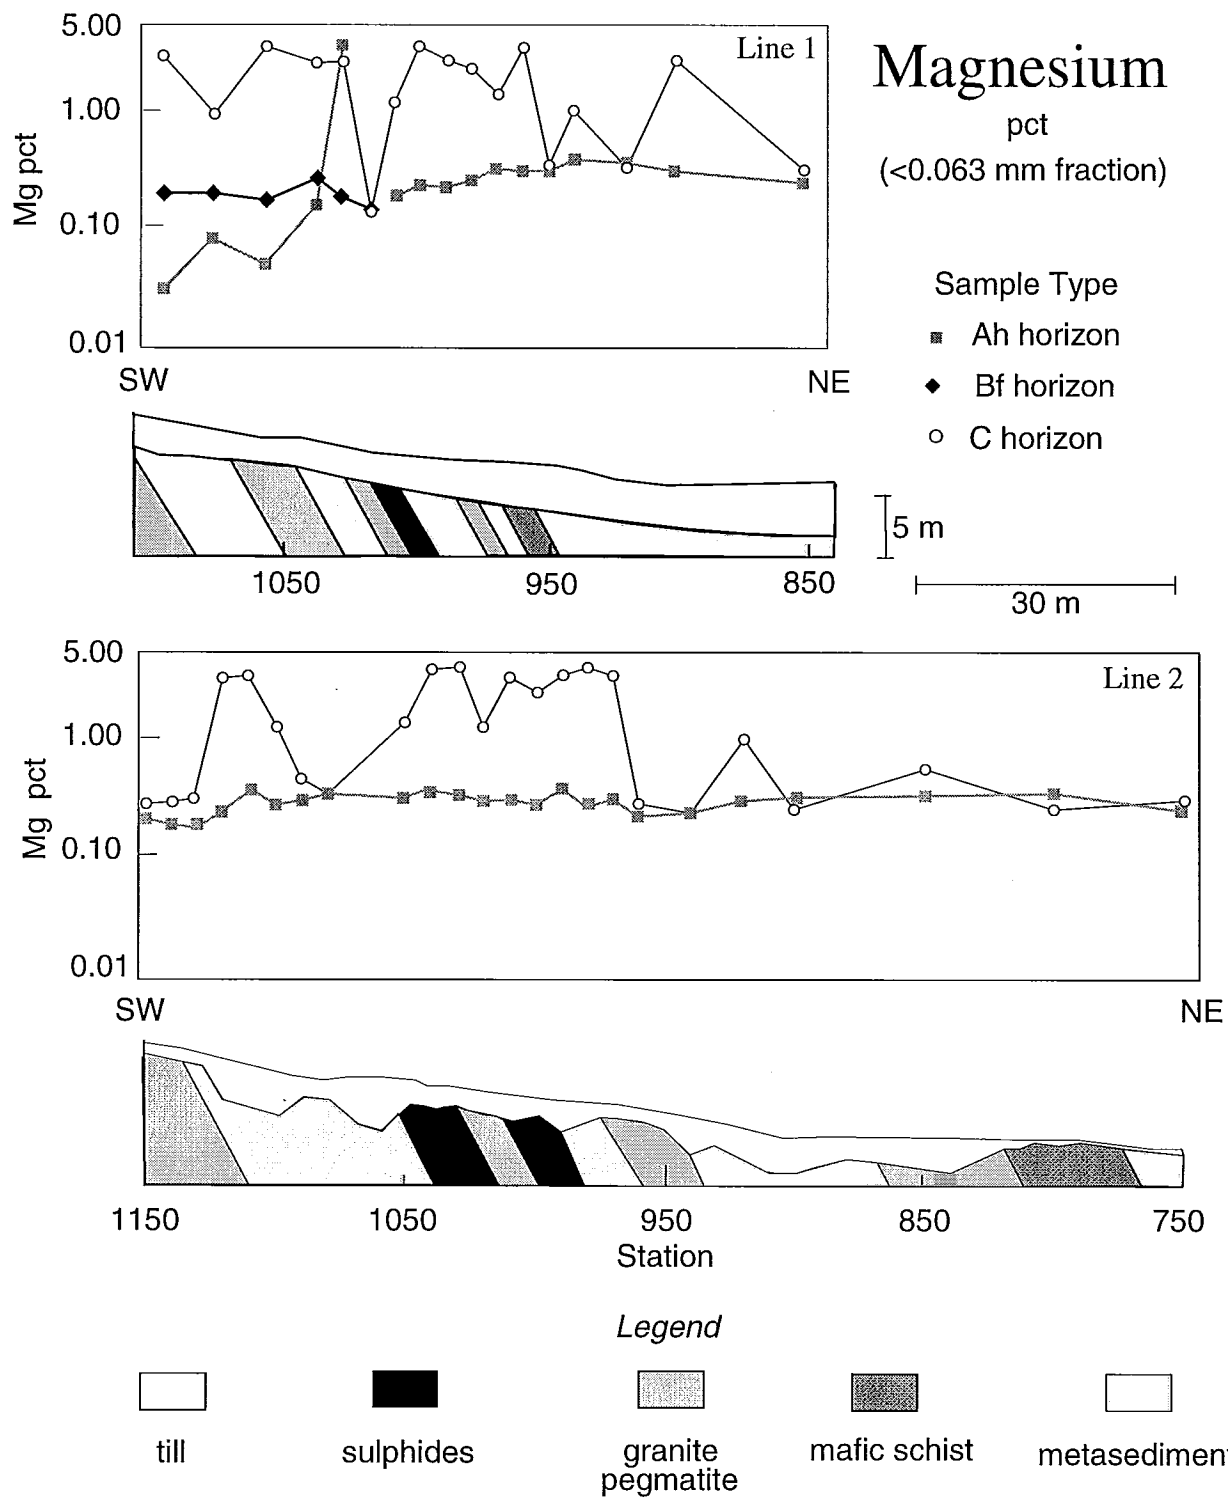 Magnesium
pct
(<0.063 mm fraction)
Line 1
Mg pct
5.00
1.00
0.10
0.01
SW
NE
Sample Type
Ah horizon
Bf horizon
C horizon
1050
950
850
5 m
30 m
Line 2
Mg pct
5.00
1.00
0.10
0.01
SW
NE
1150
1050
950
850
750
Station
Legend
till
sulphides
granite
pegmatite
mafic schist
metasediment